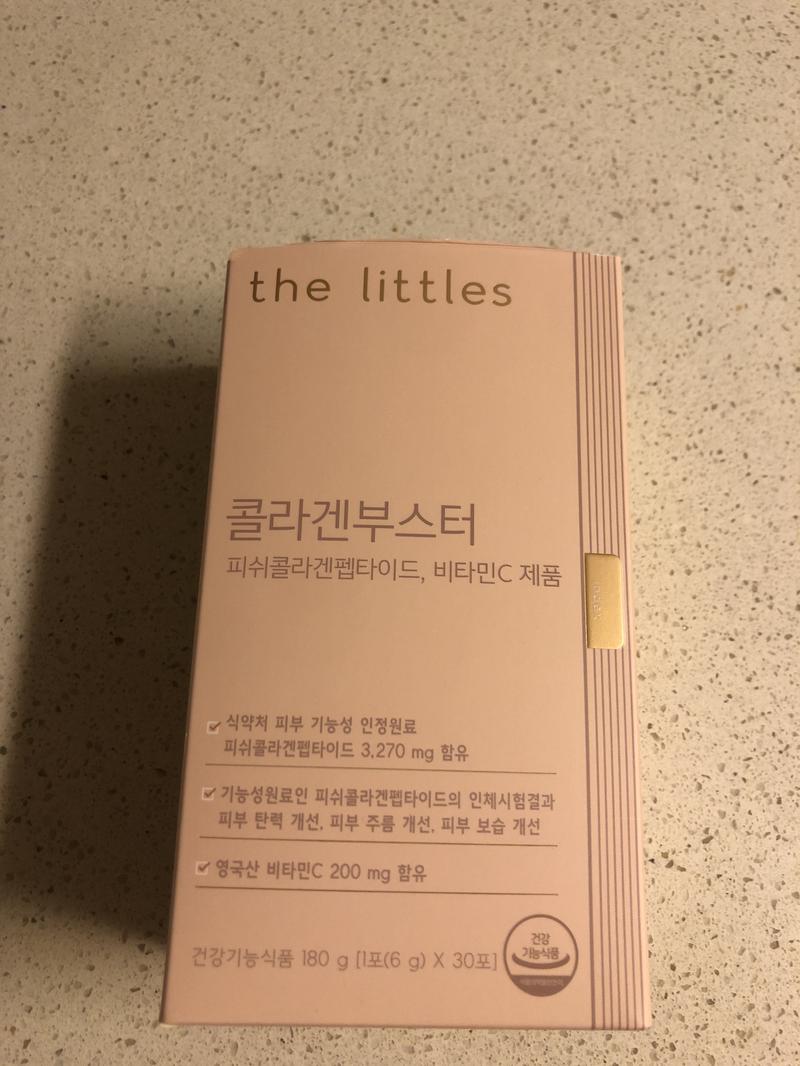 the littles
콜라겐부스터
피쉬콜라겐펩타이드, 비타민C 제품
식약처 피부 기능성 인정원료
피쉬콜라겐펩타이드 3,270 mg 함유
기능성원료인 피쉬콜라겐펩타이드의 인체시험결과
피부 탄력 개선, 피부 주름 개선, 피부 보습 개선
영국산 비타민C 200 mg 함유
건강기능식품 180 g [1포(6 g) X 30포]
건강
기능식품